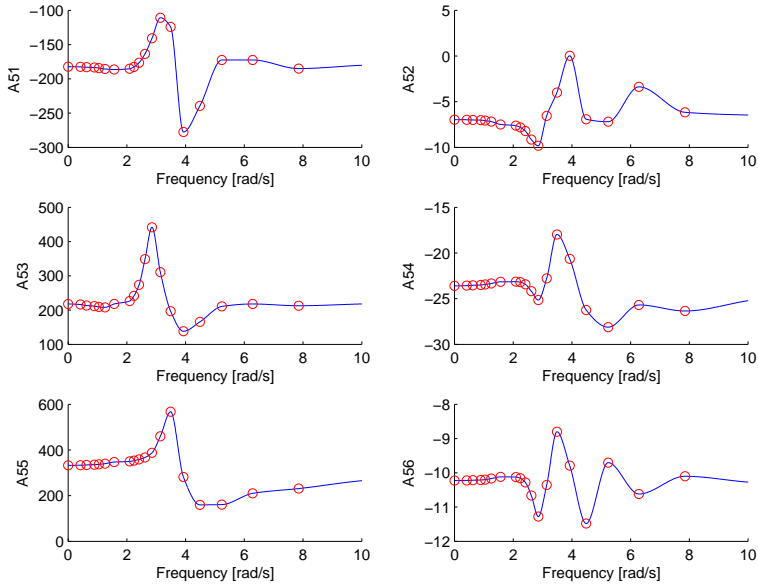 −100
−150
−200
−250
−300
A51
0 2 4 6 8 10
Frequency [rad/s]
5
0
−5
−10
A52
0 2 4 6 8 10
Frequency [rad/s]
500
400
300
200
100
A53
0 2 4 6 8 10
Frequency [rad/s]
−15
−20
−25
−30
A54
0 2 4 6 8 10
Frequency [rad/s]
600
400
200
0
A55
0 2 4 6 8 10
Frequency [rad/s]
−8
−9
−10
−11
−12
A56
0 2 4 6 8 10
Frequency [rad/s]